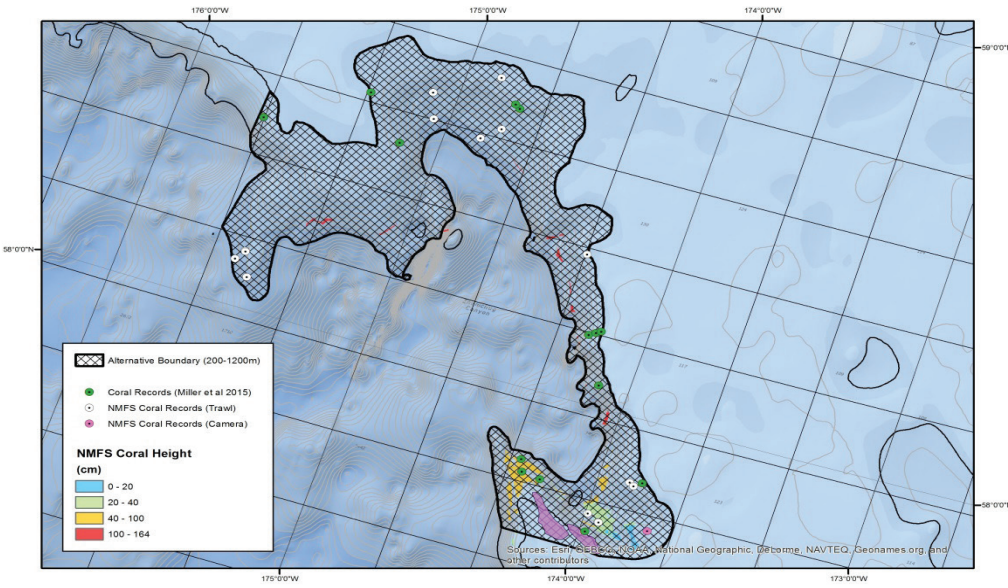 176°0'0"W
175°0'0"W
174°0'0"W
59°0'0"N
58°0'0"N
Canyon
Alternative Boundary (200-1200m)
Coral Records (Miller et al 2015)
NMFS Coral Records (Trawl)
NMFS Coral Records (Camera)
NMFS Coral Height
(cm)
0 - 20
20 - 40
40 - 100
100 - 164
58°0'0"N
Sources: Esri, GEBCO, NOAA, National Geographic, DeLorme, NAVTEQ, Geonames.org, and
other contributors
175°0'0"W
174°0'0"W
173°0'0"W